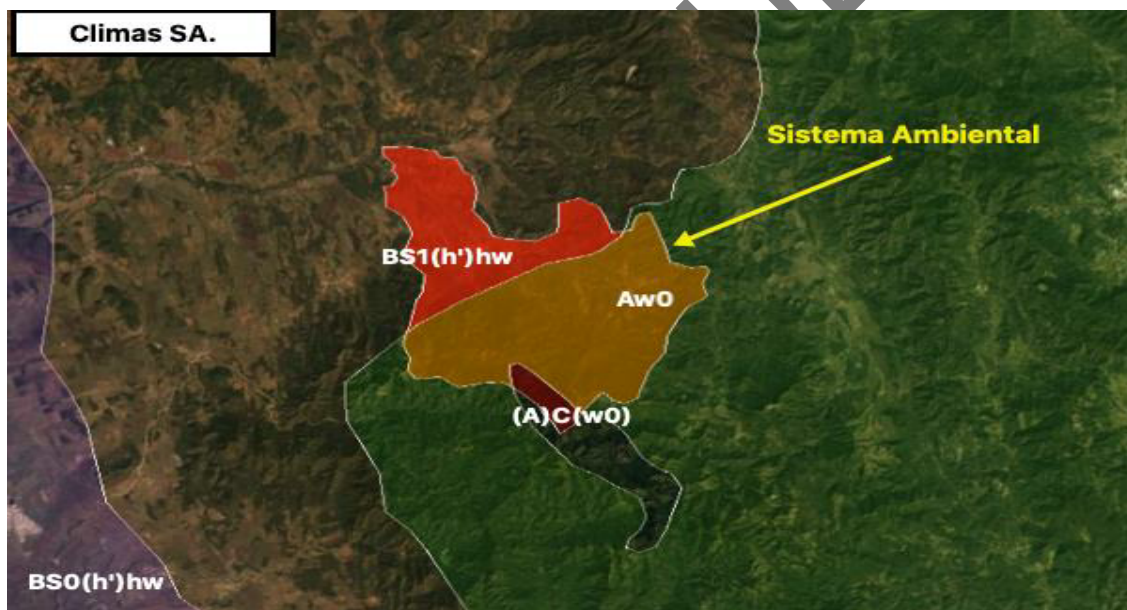 Climas SA.
Sistema Ambiental
BS1(h')hw
Aw0
(A)C(w0)
BS0(h')hw